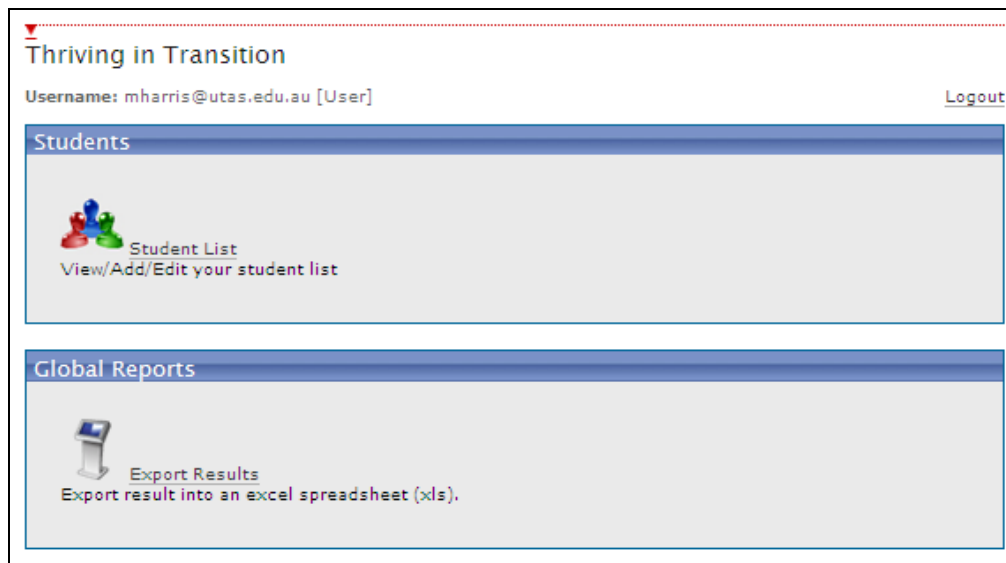 Thriving in Transition
Username: mharris@utas.edu.au [User]
Logout
Students
Student List
View/Add/Edit your student list
Global Reports
Export Results
Export result into an excel spreadsheet (xls).